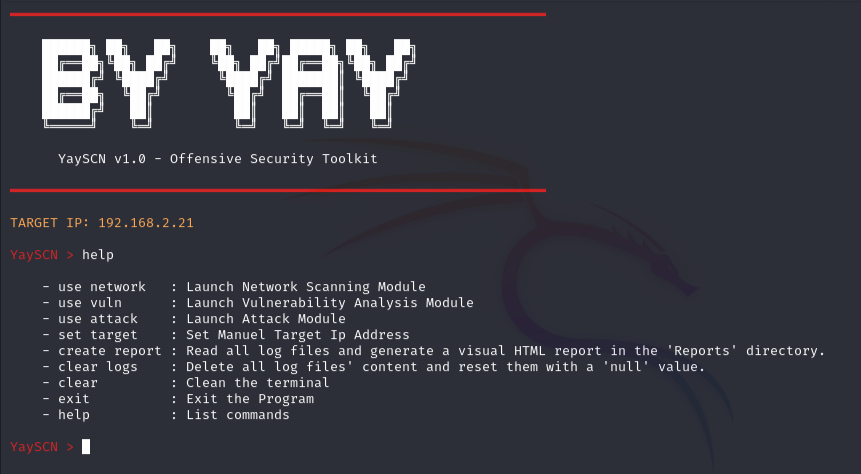 BY YAY
YaySCN v1.0 - Offensive Security Toolkit
TARGET IP: 192.168.2.21
YaySCN > help
- use network : Launch Network Scanning Module
- use vuln : Launch Vulnerability Analysis Module
- use attack : Launch Attack Module
- set target : Set Manuel Target Ip Address
- create report : Read all log files and generate a visual HTML report in the 'Reports' directory.
- clear logs : Delete all log files' content and reset them with a 'null' value.
- clear : Clean the terminal
- exit : Exit the Program
- help : List commands
YaySCN >